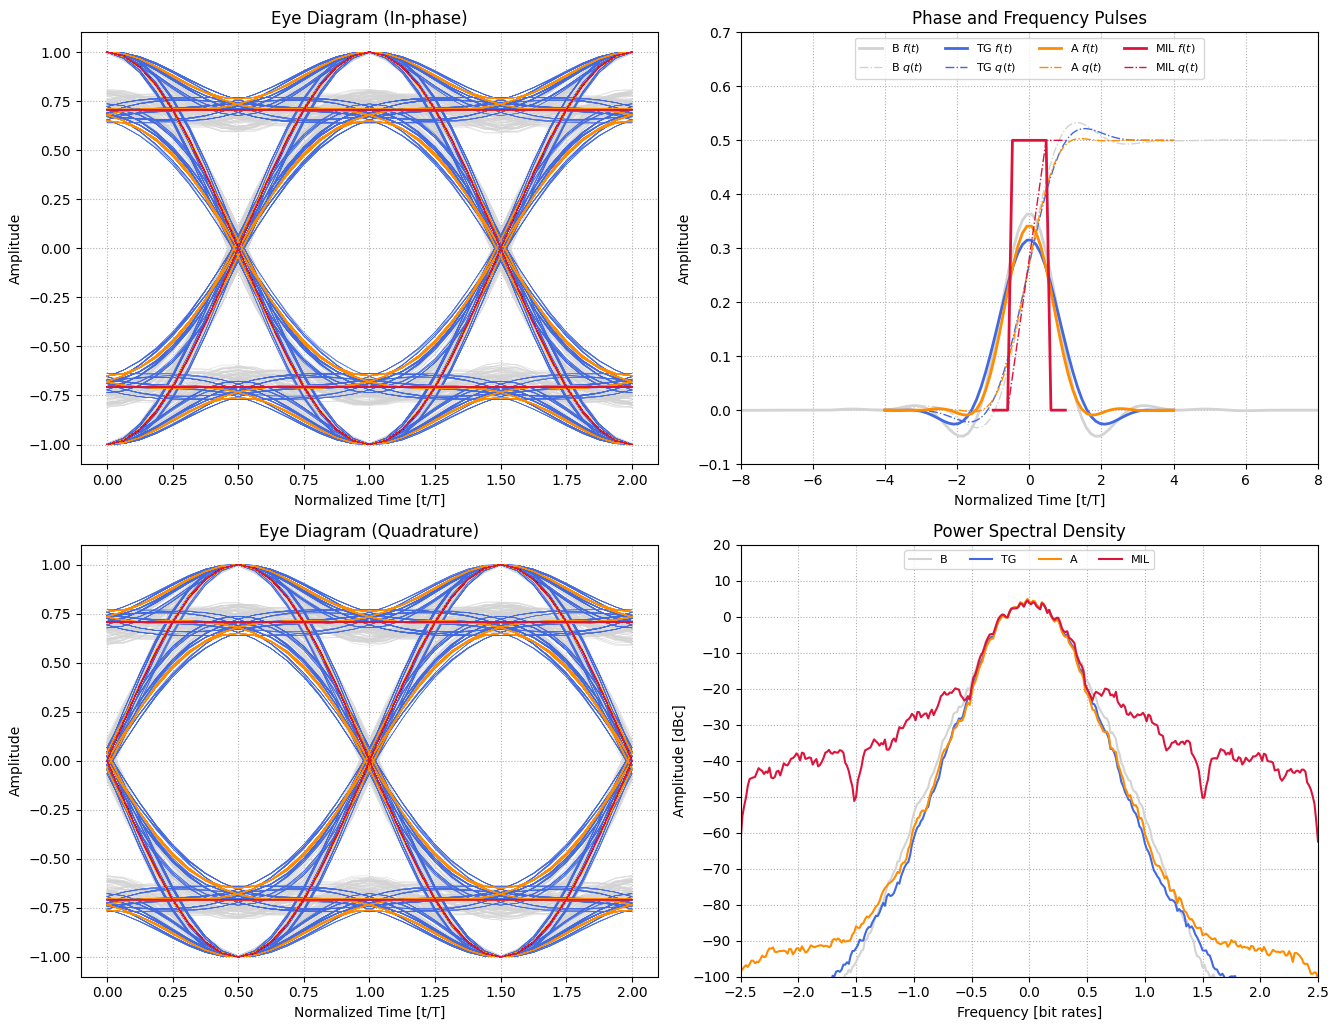 Eye Diagram (In-phase)
1.00
0.75
0.50
0.25
0.00
−0.25
−0.50
−0.75
−1.00
Amplitude
0.00 0.25 0.50 0.75 1.00 1.25 1.50 1.75 2.00
Normalized Time [t/T]
Phase and Frequency Pulses
B f(t) TG f(t) A f(t) MIL f(t)
B q(t) TG q(t) A q(t) MIL q(t)
0.7
0.6
0.5
0.4
0.3
0.2
0.1
0.0
−0.1
Amplitude
−8 −6 −4 −2 0 2 4 6 8
Normalized Time [t/T]
Eye Diagram (Quadrature)
1.00
0.75
0.50
0.25
0.00
−0.25
−0.50
−0.75
−1.00
Amplitude
0.00 0.25 0.50 0.75 1.00 1.25 1.50 1.75 2.00
Normalized Time [t/T]
Power Spectral Density
B TG A MIL
20
10
0
−10
−20
−30
−40
−50
−60
−70
−80
−90
−100
Amplitude [dBc]
−2.5 −2.0 −1.5 −1.0 −0.5 0.0 0.5 1.0 1.5 2.0 2.5
Frequency [bit rates]